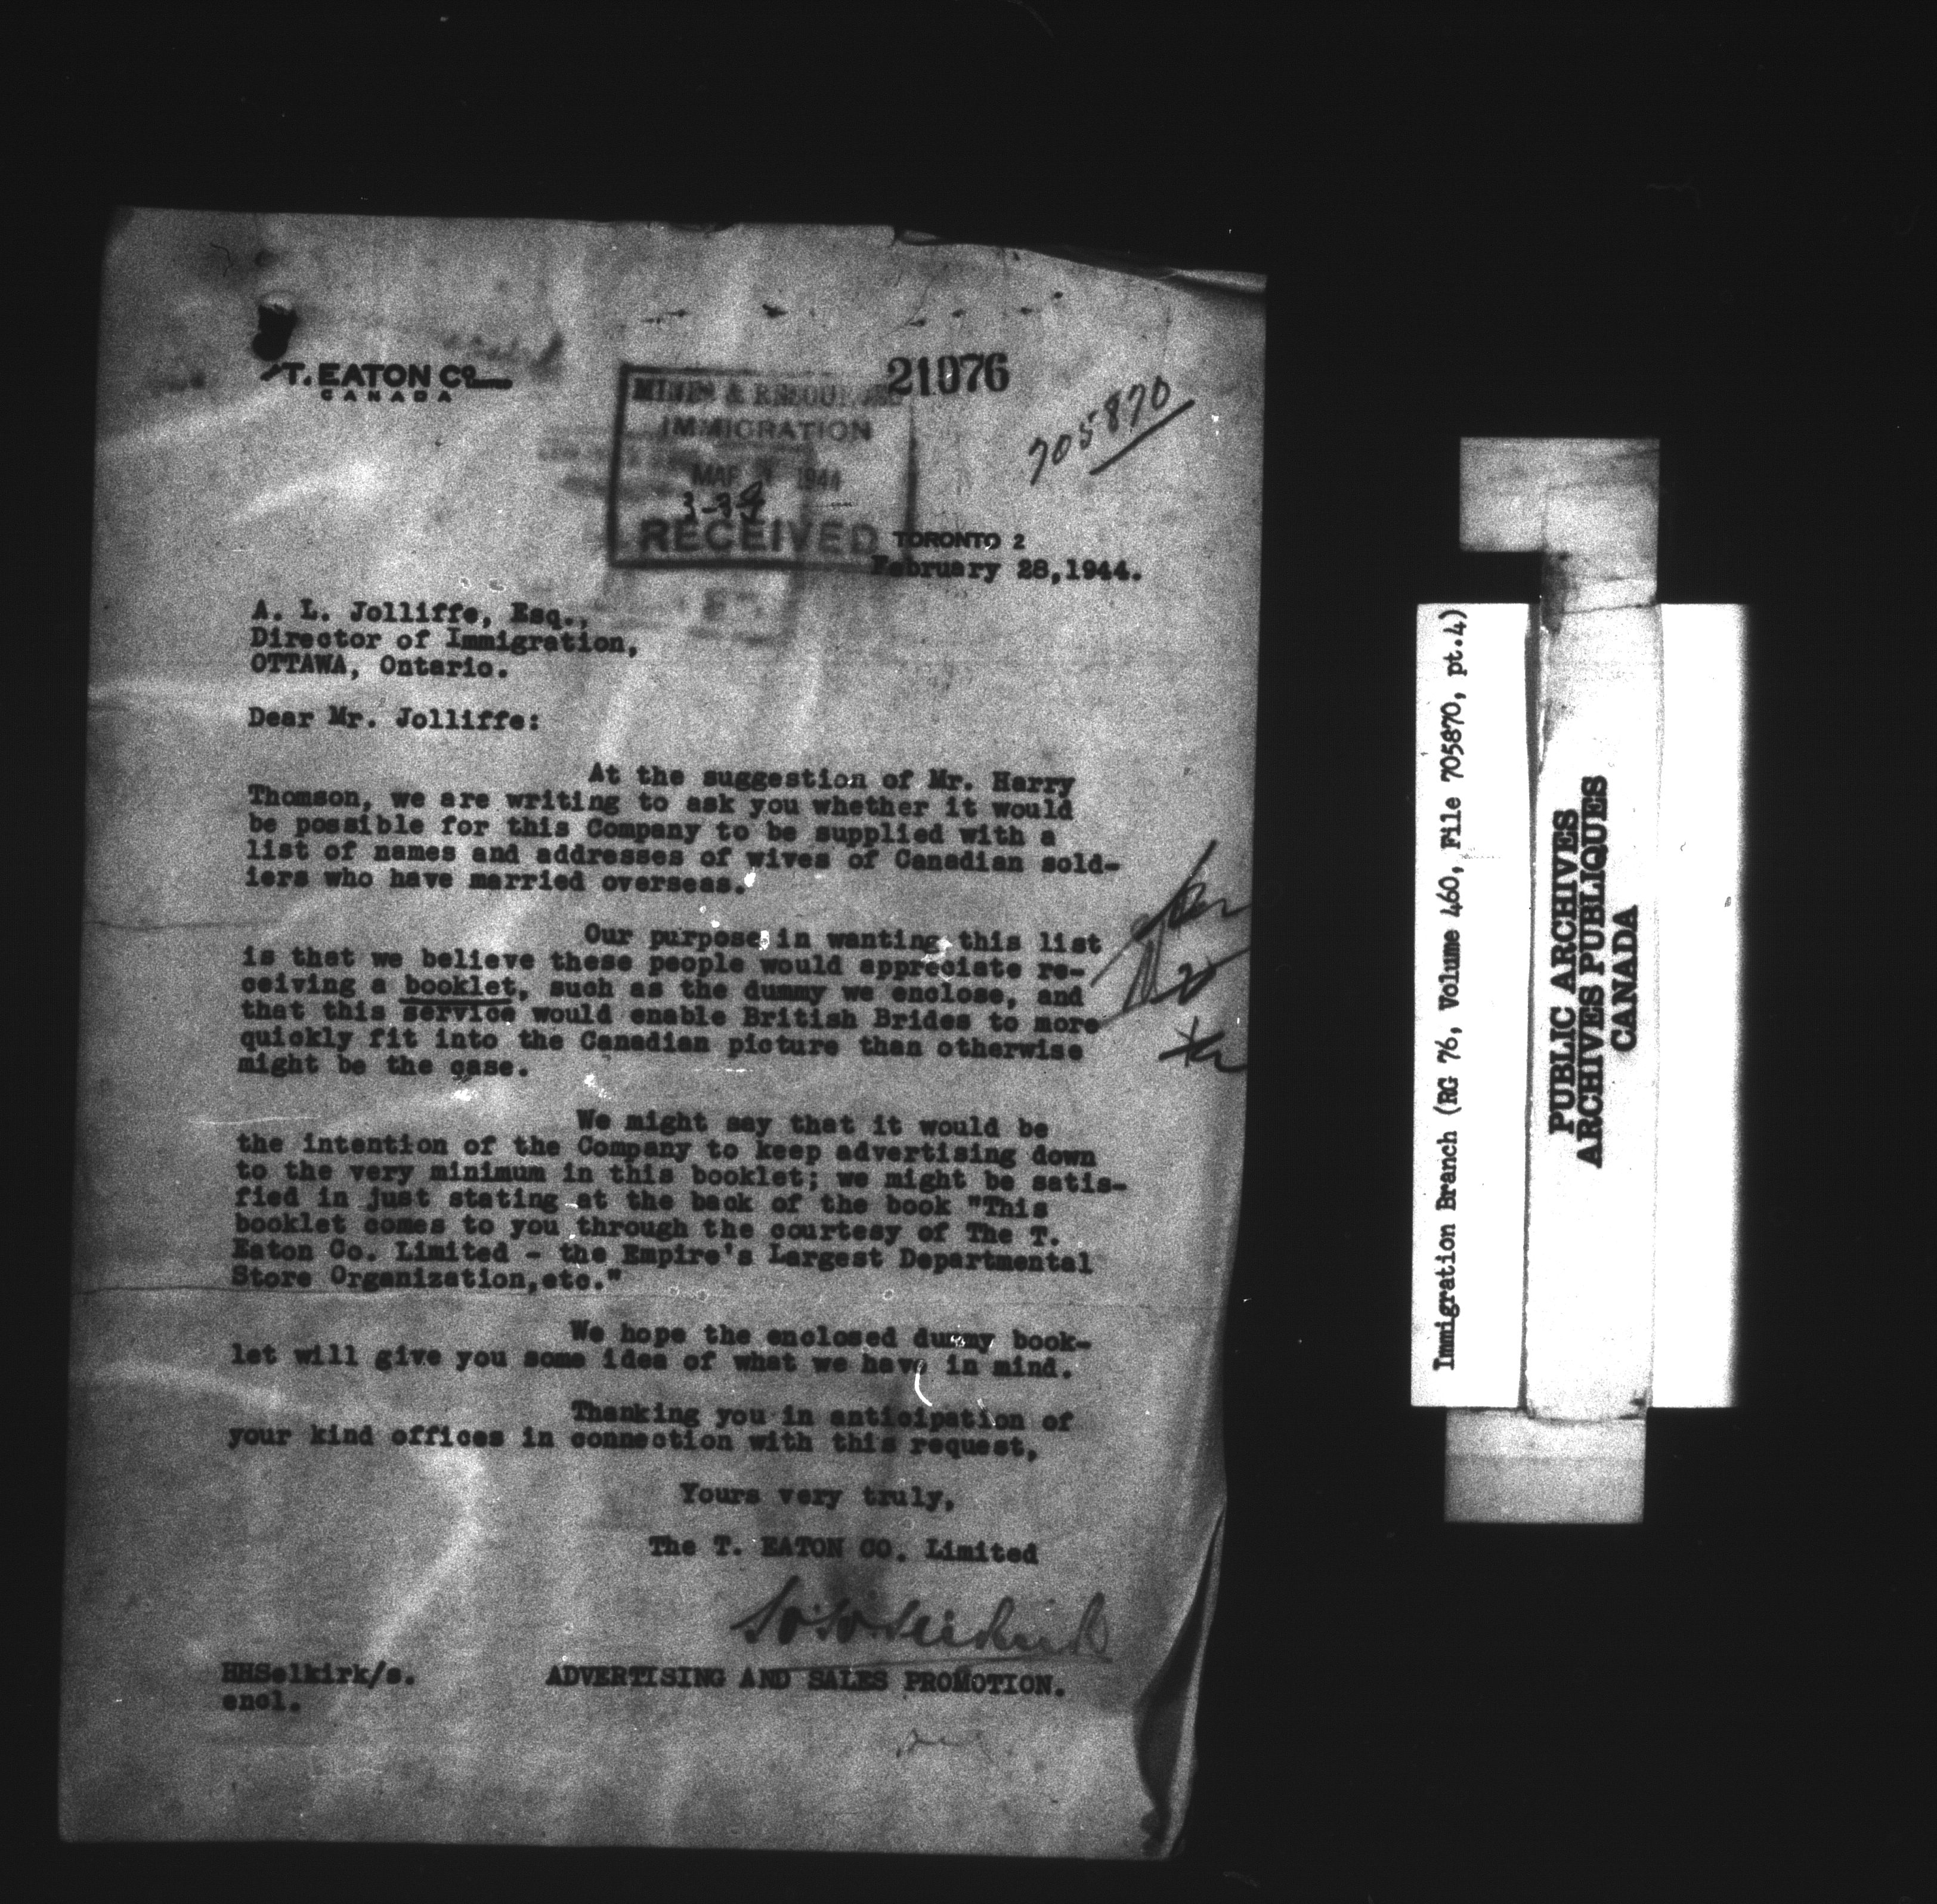 T. EATON Co
CANADA
21076
705870
MINES & RESOURCES
IMMIGRATION
MAR 1 1944
RECEIVED
TORONTO 2
February 28,1944.
A. L. Jolliffe, Esq.,
Director of Immigration,
OTTAWA, Ontario.
Dear Mr. Jolliffe:
At the suggestion of Mr. Harry
Thomson, we are writing to ask you whether it would
be possible for this Company to be supplied with a
list of names and addresses of wives of Canadian sold-
iers who have married overseas.
Our purpose in wanting this list
is that we believe these people would appreciate re-
ceiving a booklet, such as the dummy we enclose, and
that this service would enable British Brides to more
quickly fit into the Canadian picture than otherwise
might be the case.
We might say that it would be
the intention of the Company to keep advertising down
to the very minimum in this booklet; we might be satis-
fied in just stating at the back of the book "This
booklet comes to you through the courtesy of The T.
Eaton Co. Limited - the Empire's Largest Departmental
Store Organization,etc."
We hope the enclosed dummy book-
let will give you some idea of what we have in mind.
Thanking you in anticipation of
your kind offices in connection with this request,
Yours very truly,
The T. EATON CO. Limited
HHSelkirk/s.
encl.
ADVERTISING AND SALES PROMOTION.
Immigration Branch (RG 76, Volume 460, File 705870, pt.4)
PUBLIC ARCHIVES
ARCHIVES PUBLIQUES
CANADA